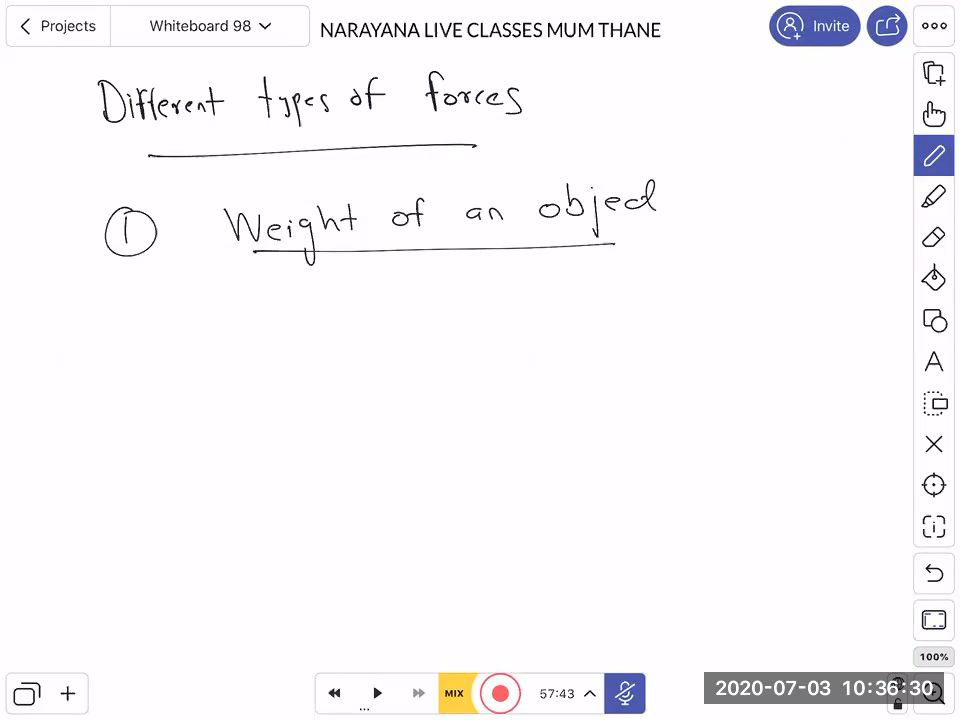 Projects
Whiteboard 98
NARAYANA LIVE CLASSES MUM THANE
Invite
Different types of forces
1 Weight of an object
A
100%
MIX
57:43
2020-07-03 10:36:30